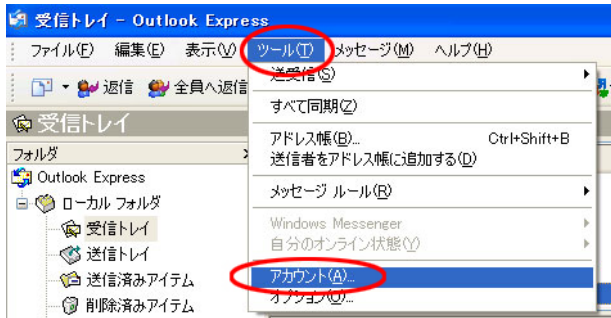 受信トレイ - Outlook Express
ファイル(F) 編集(E) 表示(V) ツール(T) メッセージ(M) ヘルプ(H)
返信 全員へ返信
送受信(S)
すべて同期(Z)
受信トレイ
アドレス帳(B)... Ctrl+Shift+B
フォルダ
送信者をアドレス帳に追加する(D)
Outlook Express
メッセージ ルール(R)
ローカル フォルダ
Windows Messenger
受信トレイ
自分のオンライン状態(Y)
送信トレイ
アカウント(A)...
送信済みアイテム
オプション(O)...
削除済みアイテム